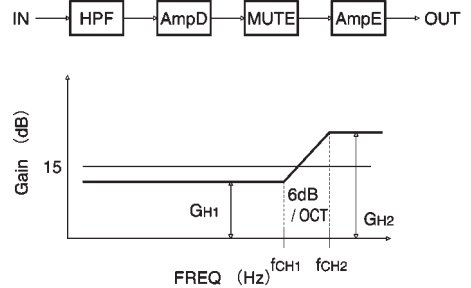 IN HPF AmpD MUTE AmpE OUT
Gain (dB)
15
GH1
6dB
/OCT
GH2
fCH1 fCH2
FREQ (Hz)